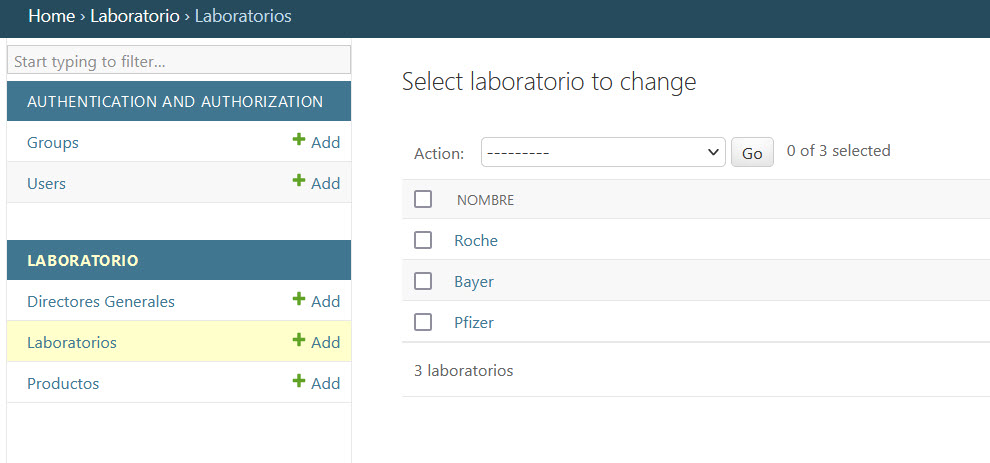 Home › Laboratorio › Laboratorios
Start typing to filter...
AUTHENTICATION AND AUTHORIZATION
Groups + Add
Users + Add
LABORATORIO
Directores Generales + Add
Laboratorios + Add
Productos + Add
Select laboratorio to change
Action: --------- Go 0 of 3 selected
NOMBRE
Roche
Bayer
Pfizer
3 laboratorios